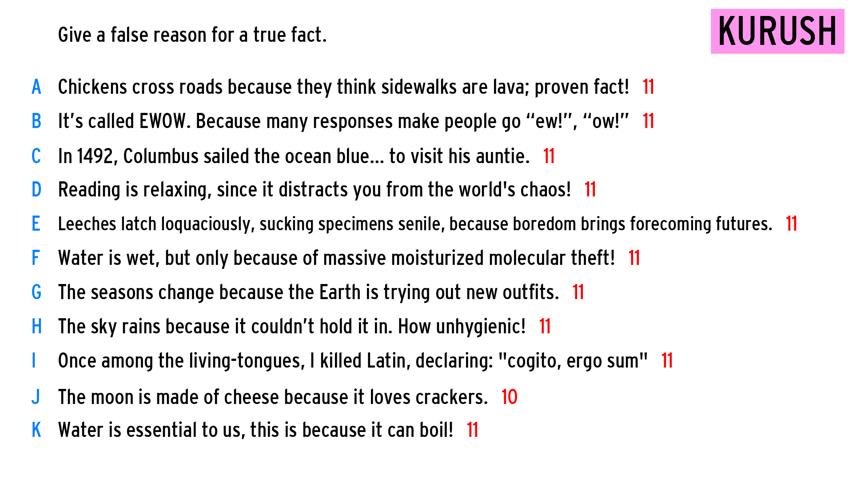 Give a false reason for a true fact.
KURUSH
A Chickens cross roads because they think sidewalks are lava; proven fact! 11
B It’s called EWOW. Because many responses make people go “ew!”, “ow!” 11
C In 1492, Columbus sailed the ocean blue... to visit his auntie. 11
D Reading is relaxing, since it distracts you from the world's chaos! 11
E Leeches latch loquaciously, sucking specimens senile, because boredom brings forecoming futures. 11
F Water is wet, but only because of massive moisturized molecular theft! 11
G The seasons change because the Earth is trying out new outfits. 11
H The sky rains because it couldn’t hold it in. How unhygienic! 11
I Once among the living-tongues, I killed Latin, declaring: "cogito, ergo sum" 11
J The moon is made of cheese because it loves crackers. 10
K Water is essential to us, this is because it can boil! 11